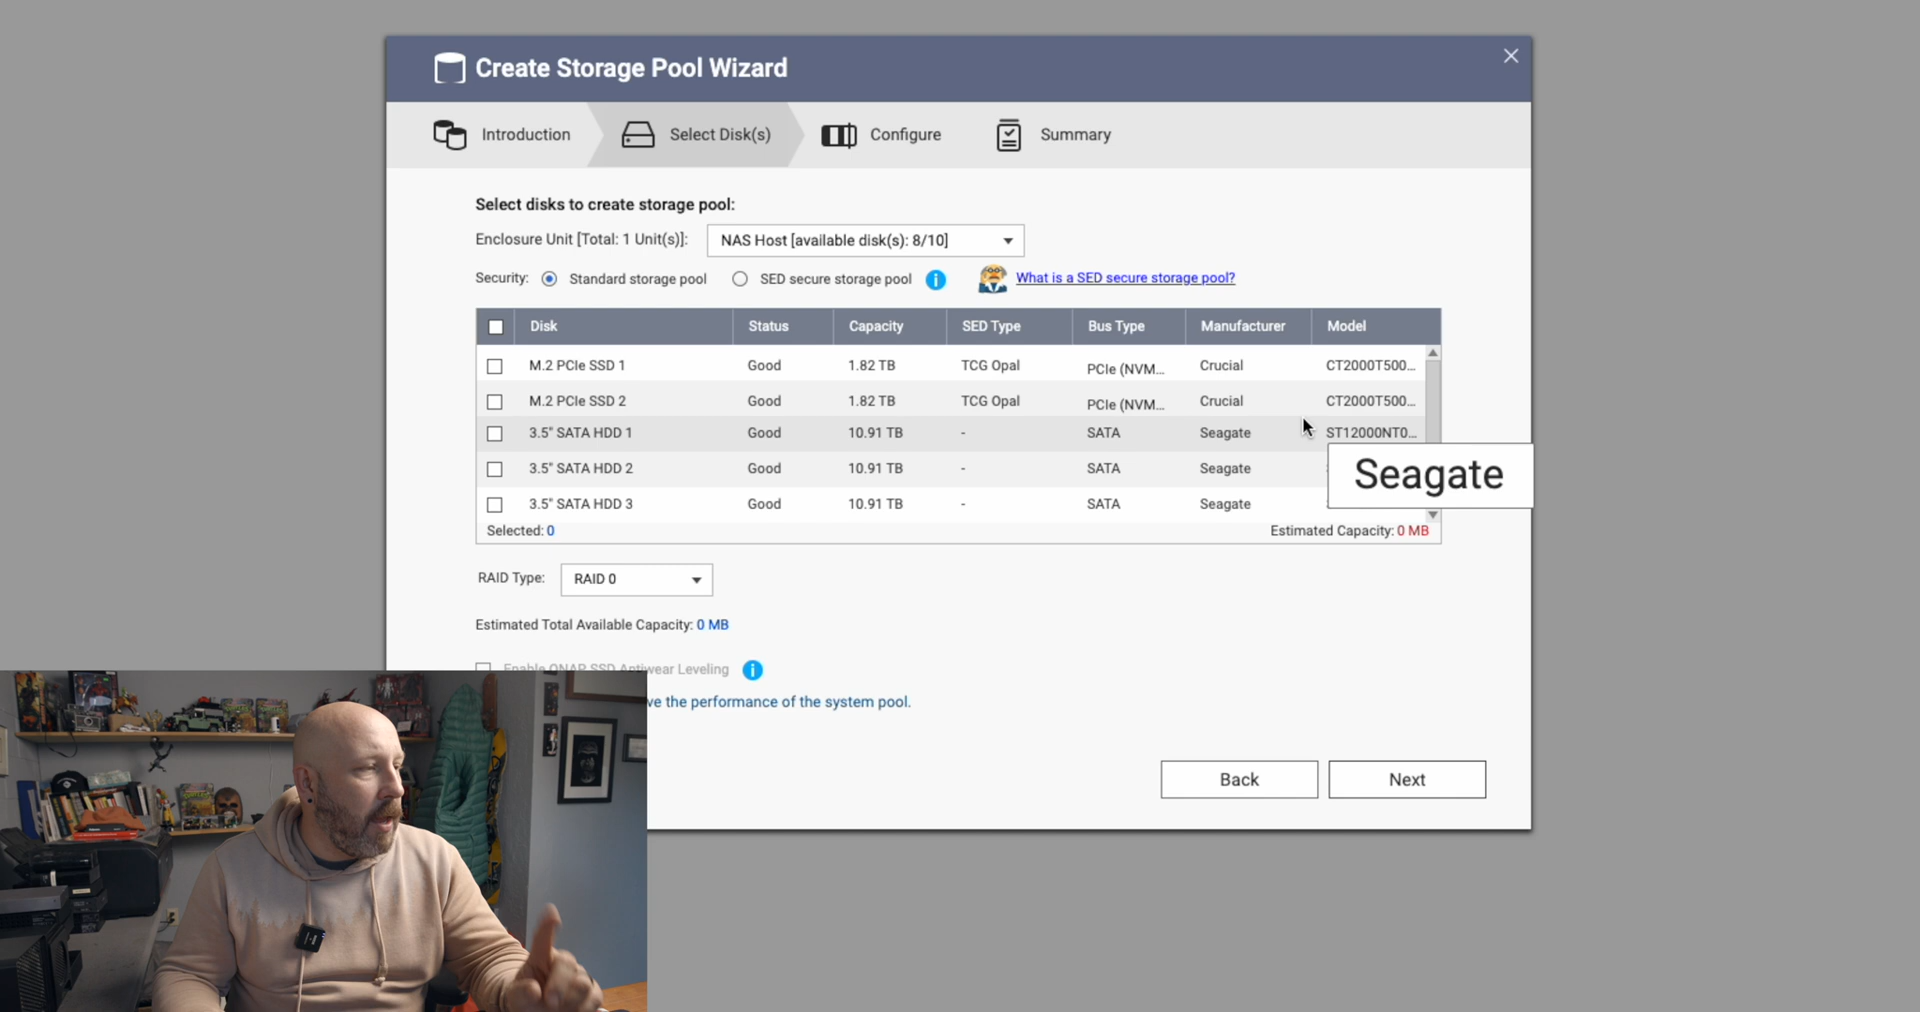 Create Storage Pool Wizard
Introduction
Select Disk(s)
Configure
Summary
Select disks to create storage pool:
Enclosure Unit [Total: 1 Unit(s)]: NAS Host [available disk(s): 8/10]
Security: Standard storage pool SED secure storage pool What is a SED secure storage pool?
Disk Status Capacity SED Type Bus Type Manufacturer Model
M.2 PCIe SSD 1 Good 1.82 TB TCG Opal PCIe (NVM... Crucial CT2000T500...
M.2 PCIe SSD 2 Good 1.82 TB TCG Opal PCIe (NVM... Crucial CT2000T500...
3.5" SATA HDD 1 Good 10.91 TB - SATA Seagate ST12000NT0...
3.5" SATA HDD 2 Good 10.91 TB - SATA Seagate
Seagate
3.5" SATA HDD 3 Good 10.91 TB - SATA Seagate
Selected: 0 Estimated Capacity: 0 MB
RAID Type: RAID 0
Estimated Total Available Capacity: 0 MB
Enable QNAP SSD Antiwear Leveling
ve the performance of the system pool.
Back
Next